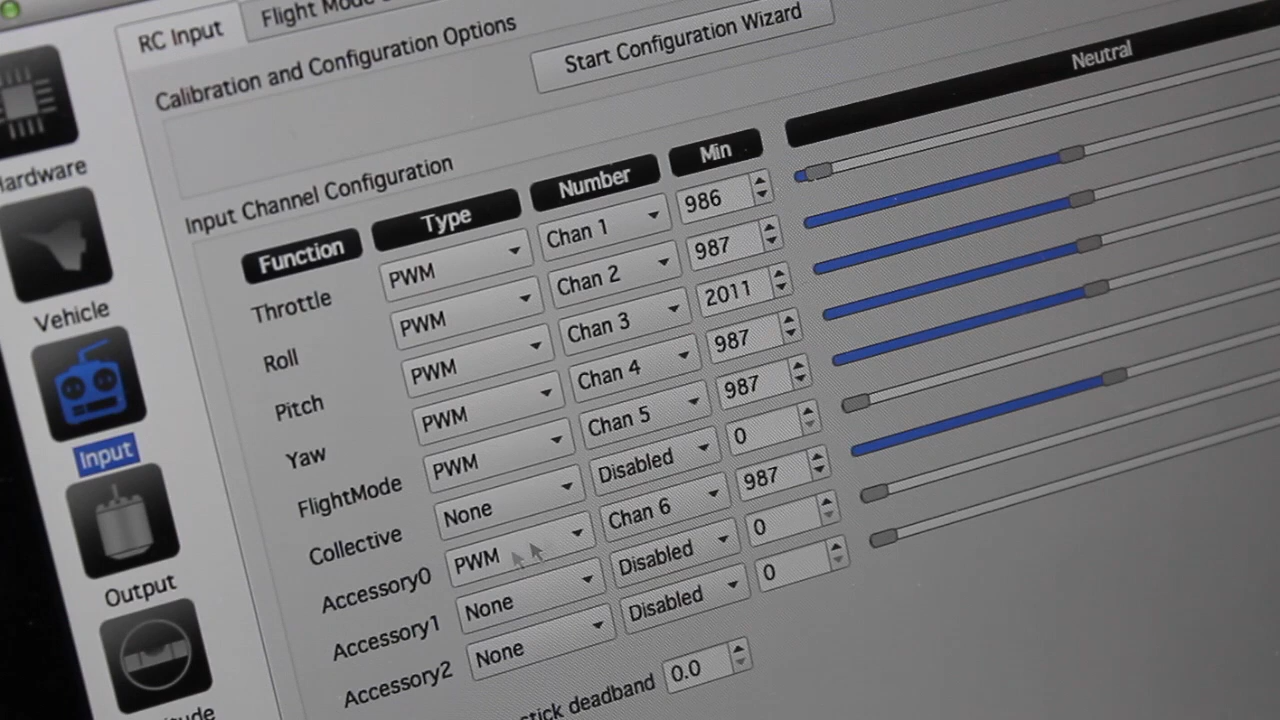 RC Input
Flight Mode
Calibration and Configuration Options
Start Configuration Wizard
Hardware
Input Channel Configuration
Function Type Number Min Neutral
Throttle PWM Chan 1 986
Roll PWM Chan 2 987
Pitch PWM Chan 3 2011
Yaw PWM Chan 4 987
FlightMode PWM Chan 5 987
Collective None Disabled 0
Accessory0 PWM Chan 6 987
Accessory1 None Disabled 0
Accessory2 None Disabled 0
stick deadband 0.0
Vehicle
Input
Output